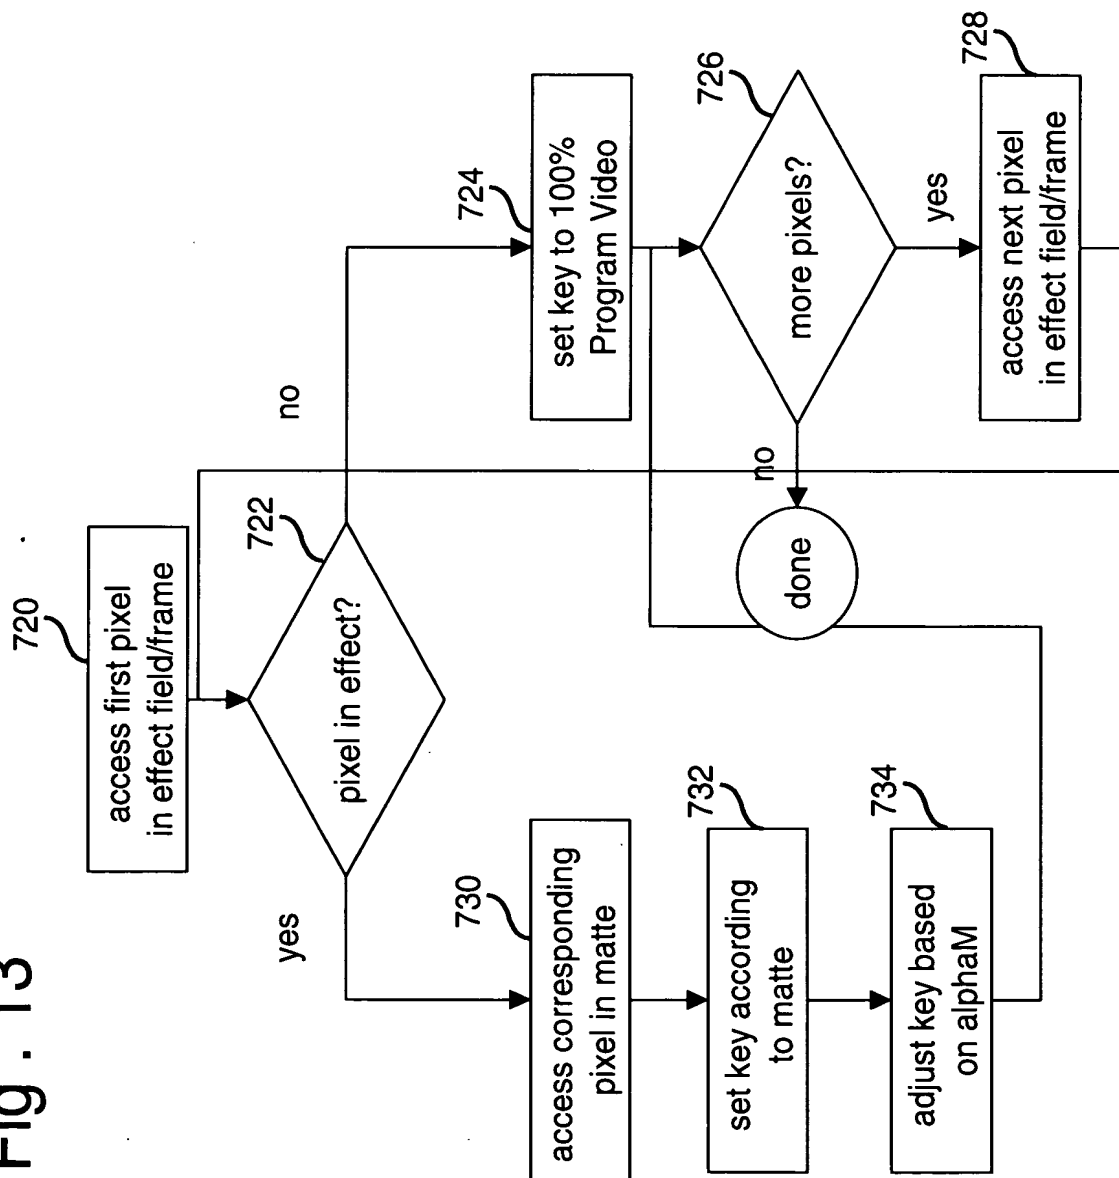 Fig. 13
720
access first pixel
in effect field/frame
722
pixel in effect?
yes
no
724
set key to 100%
Program Video
726
more pixels?
no
yes
done
728
access next pixel
in effect field/frame
730
access corresponding
pixel in matte
732
set key according
to matte
734
adjust key based
on alphaM